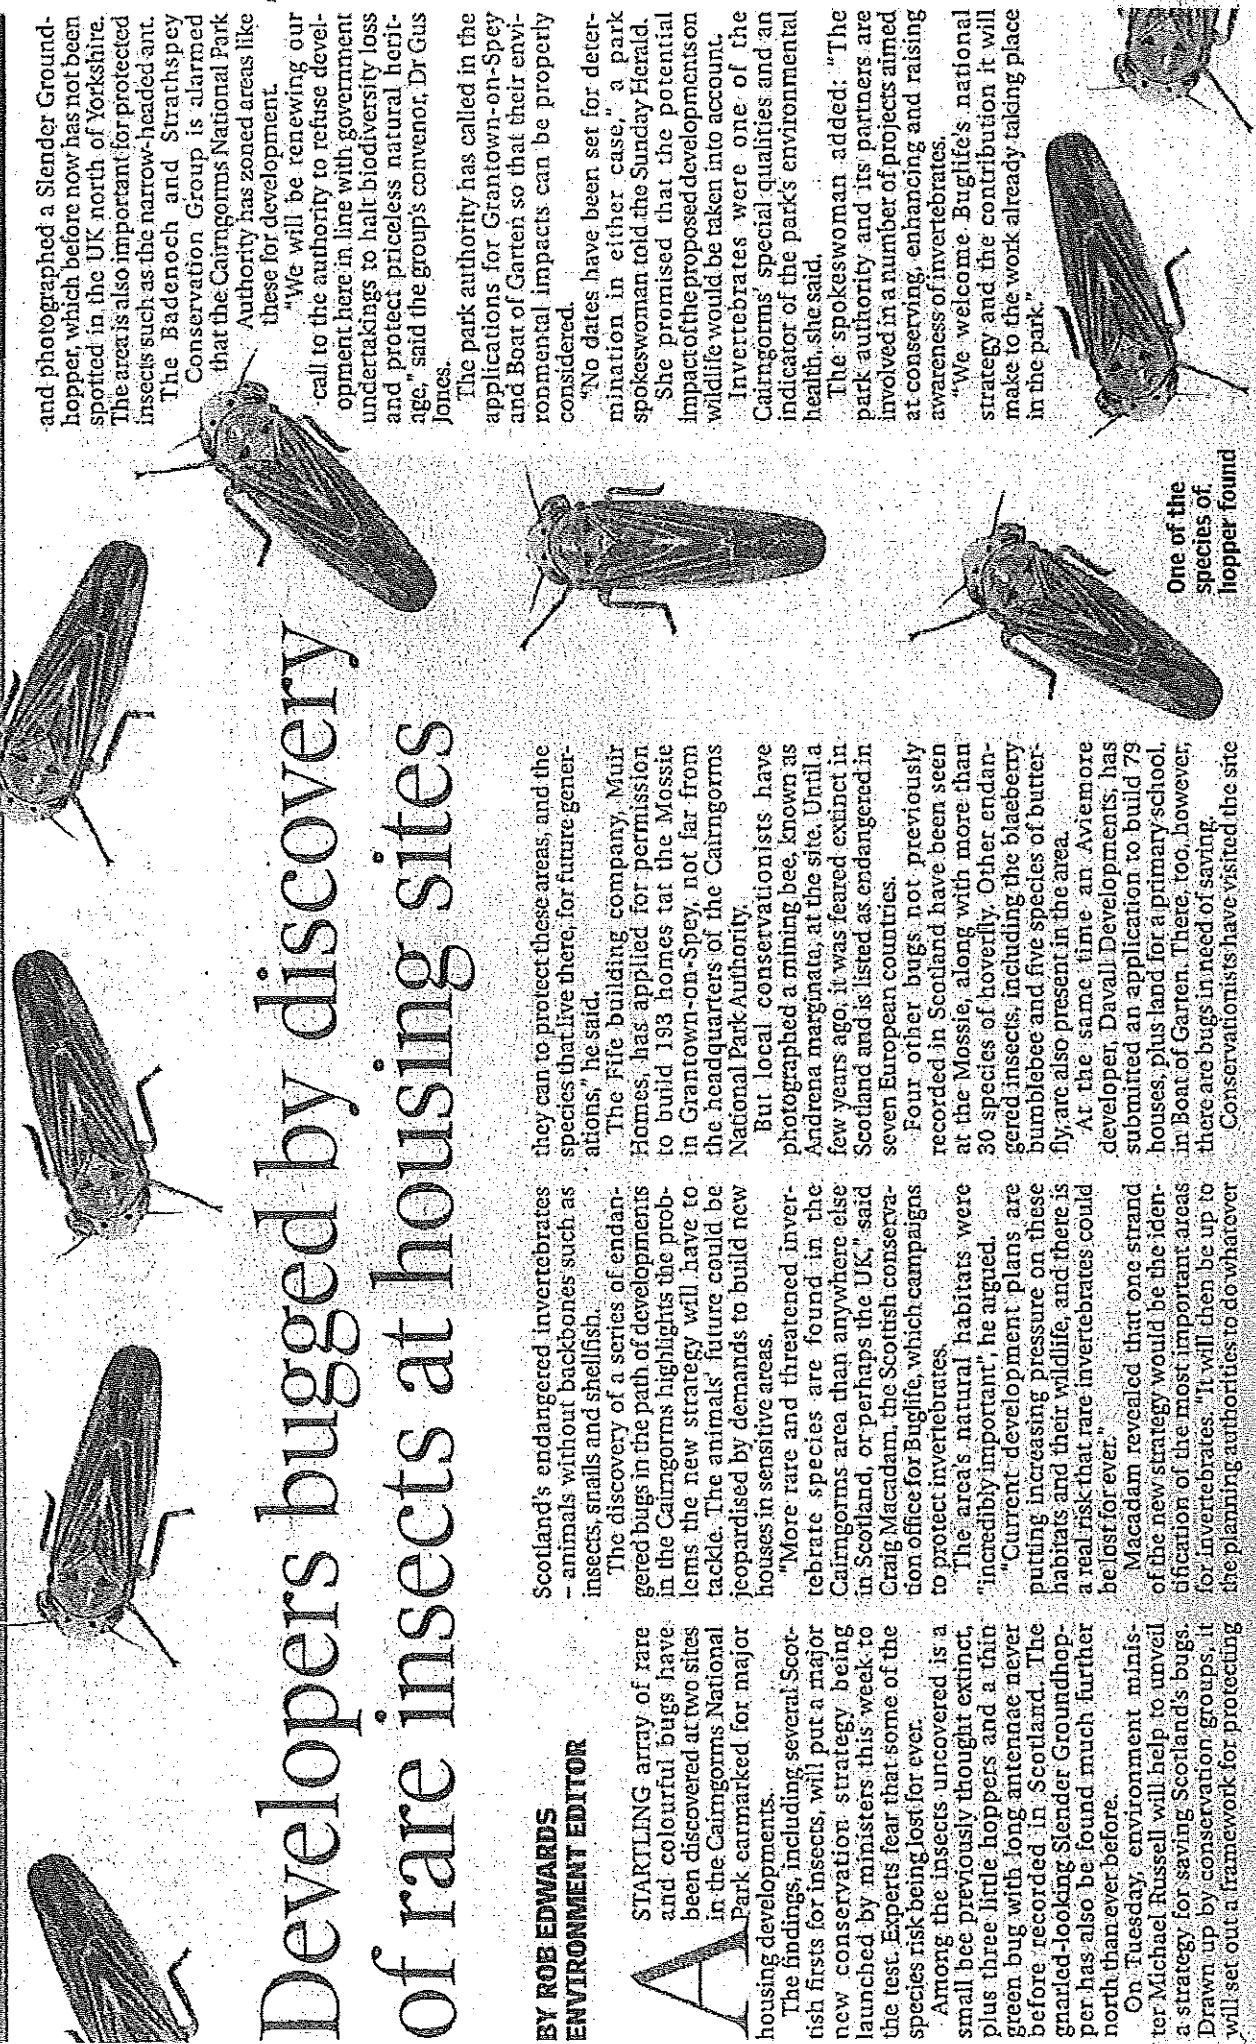 Developers bugged by discovery
of rare insects at housing sites
BY ROB EDWARDS
ENVIRONMENT EDITOR
A STARTLING array of rare
and colourful bugs have
been discovered at two sites
in the Cairngorms National
Park earmarked for major
housing developments.
The findings, including several Scot-
tish firsts for insects, will put a major
new conservation strategy being
launched by ministers this week to
the test. Experts fear that some of the
species risk being lost for ever.
Among the insects uncovered is a
small bee previously thought extinct,
plus three little hoppers and a thin
green bug with long antenae never
before recorded in Scotland. The
gnarled-looking Slender Groundhop-
per has also be found much further
north than ever before.
On Tuesday, environment minis-
ter Michael Russell will help to unveil
a strategy for saving Scotland's bugs.
Drawn up by conservation groups, it
will set out a framework for protecting
Scotland's endangered invertebrates
– animals without backbones such as
insects, snails and shellfish.
The discovery of a series of endan-
gered bugs in the path of developments
in the Cairngorms highlights the prob-
lems the new strategy will have to
tackle. The animals' future could be
jeopardised by demands to build new
houses in sensitive areas.
"More rare and threatened inver-
tebrate species are found in the
Cairngorms area than anywhere else
in Scotland, or perhaps the UK," said
Craig Macadam, the Scottish conserva-
tion office for Buglife, which campaigns
to protect invertebrates.
The area's natural habitats were
"incredibly important", he argued.
"Current development plans are
putting increasing pressure on these
habitats and their wildlife, and there is
a real risk that rare invertebrates could
be lost for ever."
Macadam revealed that one strand
of the new strategy would be the iden-
tification of the most important areas
for invertebrates. "It will then be up to
the planning authorities to do whatever
they can to protect these areas, and the
species that live there, for future gener-
ations," he said.
The Fife building company, Muir
Homes, has applied for permission
to build 193 homes tat the Mossie
in Grantown-on-Spey, not far from
the headquarters of the Cairngorms
National Park Authority.
But local conservationists have
photographed a mining bee, known as
Andrena marginata, at the site. Until a
few years ago, it was feared extinct in
Scotland and is listed as endangered in
seven European countries.
Four other bugs not previously
recorded in Scotland have been seen
at the Mossie, along with more than
30 species of hoverfly. Other endan-
gered insects, including the blaeberry
bumblebee and five species of butter-
fly, are also present in the area.
At the same time an Aviemore
developer, Davall Developments, has
submitted an application to build 79
houses, plus land for a primary school,
in Boat of Garten. There, too, however,
there are bugs in need of saving.
Conservationists have visited the site
and photographed a Slender Ground-
hopper, which before now has not been
spotted in the UK north of Yorkshire.
The area is also important for protected
insects such as the narrow-headed ant.
The Badenoch and Strathspey
Conservation Group is alarmed
that the Cairngorms National Park
Authority has zoned areas like
these for development.
"We will be renewing our
call to the authority to refuse devel-
opment here in line with government
undertakings to halt biodiversity loss
and protect priceless natural herit-
age," said the group's convenor, Dr Gus
Jones.
The park authority has called in the
applications for Grantown-on-Spey
and Boat of Garten so that their envi-
ronmental impacts can be properly
considered.
"No dates have been set for deter-
mination in either case," a park
spokeswoman told the Sunday Herald.
She promised that the potential
impact of the proposed developments on
wildlife would be taken into account.
Invertebrates were one of the
Cairngorms' special qualities and an
indicator of the park's environmental
health, she said.
The spokeswoman added: "The
park authority and its partners are
involved in a number of projects aimed
at conserving, enhancing and raising
awareness of invertebrates.
"We welcome Buglife's national
strategy and the contribution it will
make to the work already taking place
in the park."
One of the
species of
hopper found